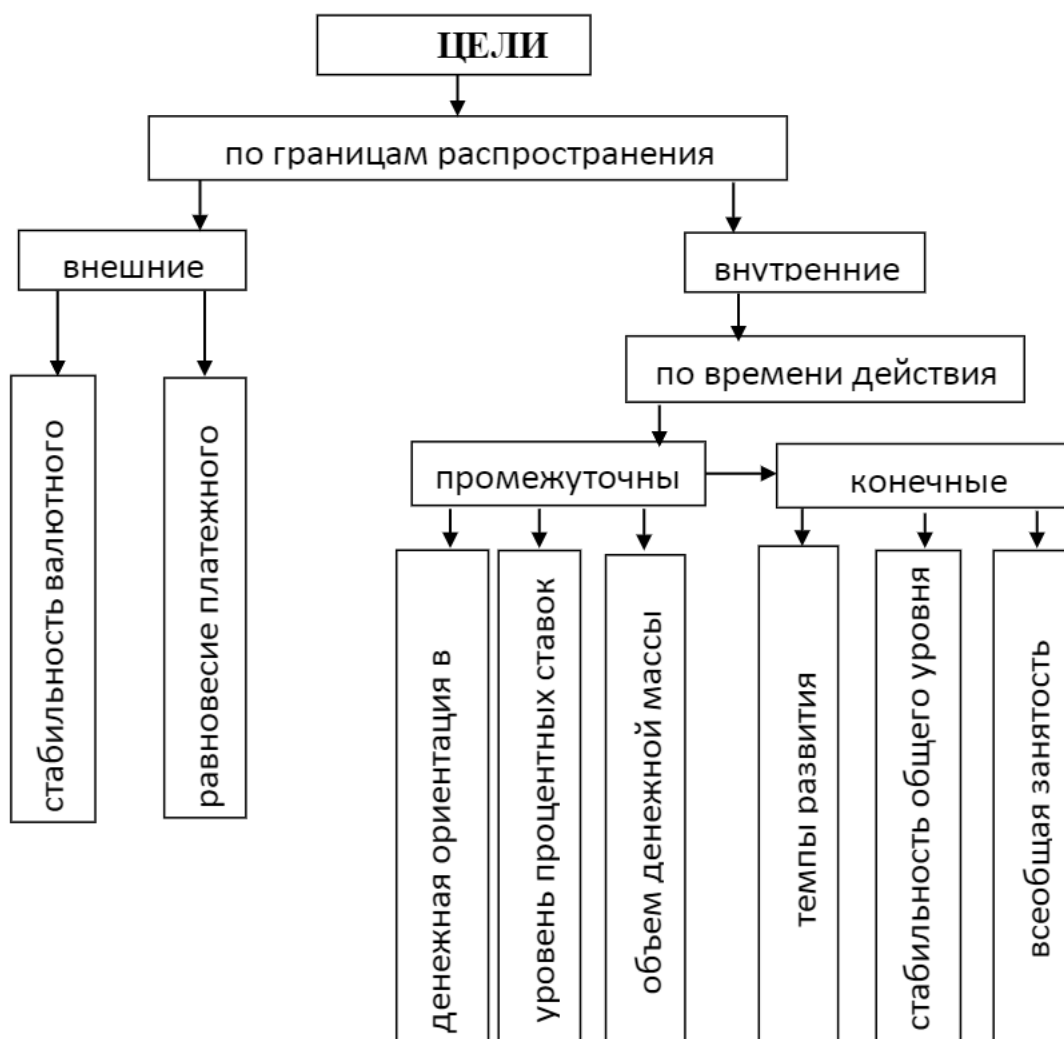 ЦЕЛИ
по границам распространения
внешние
внутренние
по времени действия
промежуточны
конечные
стабильность валютного
равновесие платежного
денежная ориентация в
уровень процентных ставок
объем денежной массы
темпы развития
стабильность общего уровня
всеобщая занятость